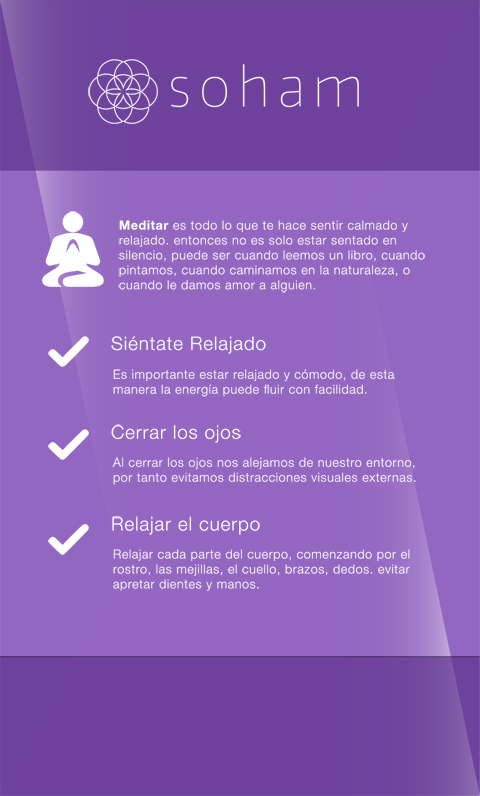 soham
Meditar es todo lo que te hace sentir calmado y
relajado. entonces no es solo estar sentado en
silencio, puede ser cuando leemos un libro, cuando
pintamos, cuando caminamos en la naturaleza, o
cuando le damos amor a alguien.
Siéntate Relajado
Es importante estar relajado y cómodo, de esta
manera la energía puede fluir con facilidad.
Cerrar los ojos
Al cerrar los ojos nos alejamos de nuestro entorno,
por tanto evitamos distracciones visuales externas.
Relajar el cuerpo
Relajar cada parte del cuerpo, comenzando por el
rostro, las mejillas, el cuello, brazos, dedos. evitar
apretar dientes y manos.